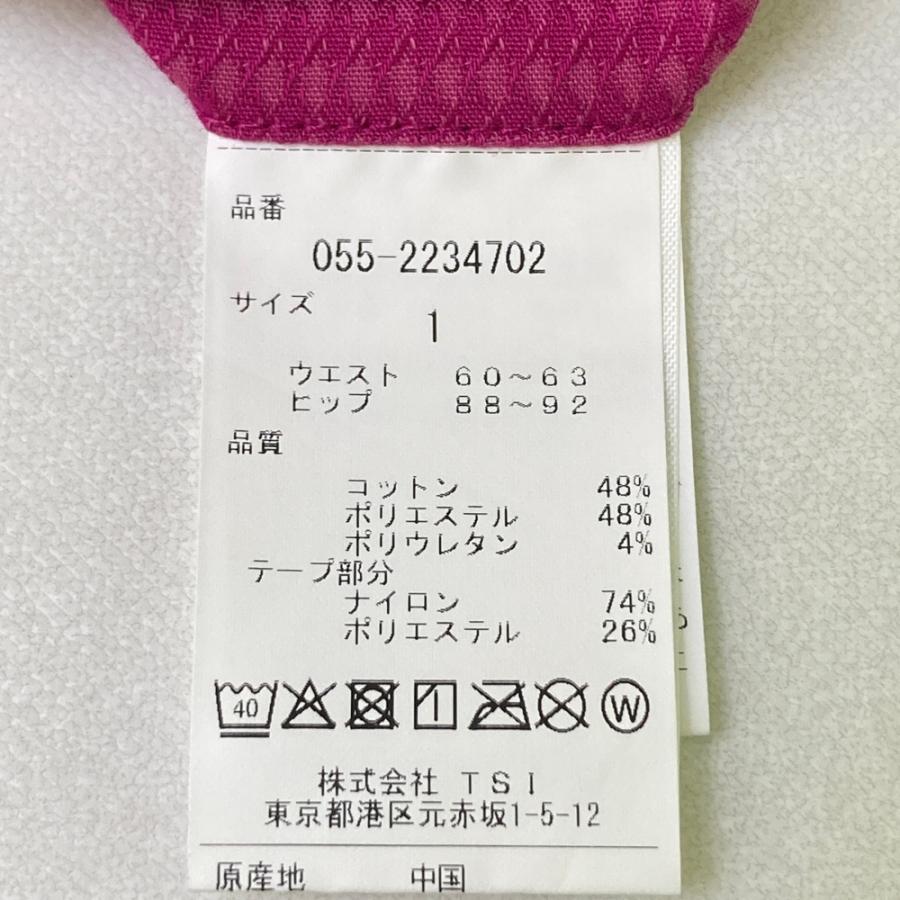 品番
055-2234702
サイズ
1
ウエスト 60～63
ヒップ 88～92
品質
コットン 48%
ポリエステル 48%
ポリウレタン 4%
テープ部分
ナイロン 74%
ポリエステル 26%
40 W
株式会社 TSI
東京都港区元赤坂1-5-12
原産地 中国